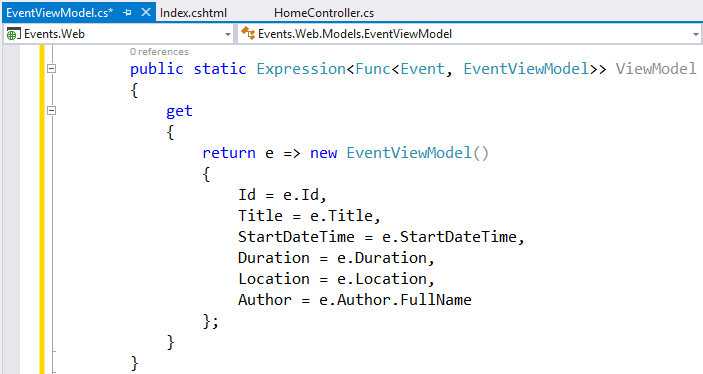 EventViewModel.cs* Index.cshtml HomeController.cs
Events.Web Events.Web.Models.EventViewModel
0 references
public static Expression<Func<Event, EventViewModel>> ViewModel
{
get
{
return e => new EventViewModel()
{
Id = e.Id,
Title = e.Title,
StartDateTime = e.StartDateTime,
Duration = e.Duration,
Location = e.Location,
Author = e.Author.FullName
};
}
}